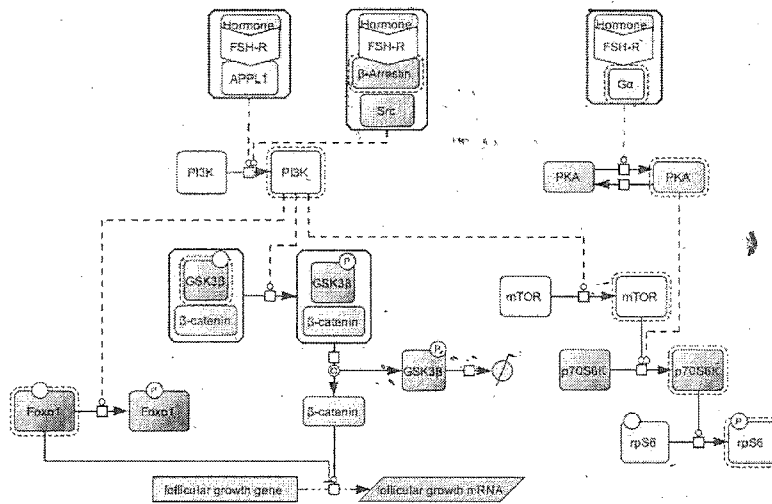 Hormone
FSH-R
APPL1
Hormone
FSH-R
β-Arrestin
Src
Hormone
FSH-R
Gα
PI3K
PI3K
PKA
PKA
GSK3β
β-catenin
P
GSK3β
β-catenin
mTOR
mTOR
P
GSK3β
p70S6K
p70S6K
Foxo1
P
Foxo1
β-catenin
rpS6
P
rpS6
follicular growth gene
follicular growth mRNA